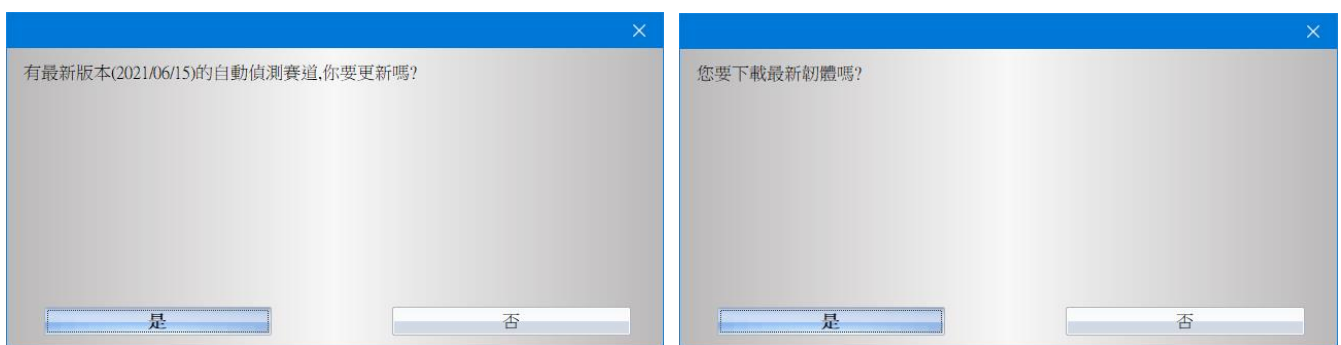 有最新版本(2021/06/15)的自動偵測賽道,你要更新嗎?
是
否
您要下載最新韌體嗎?
是
否